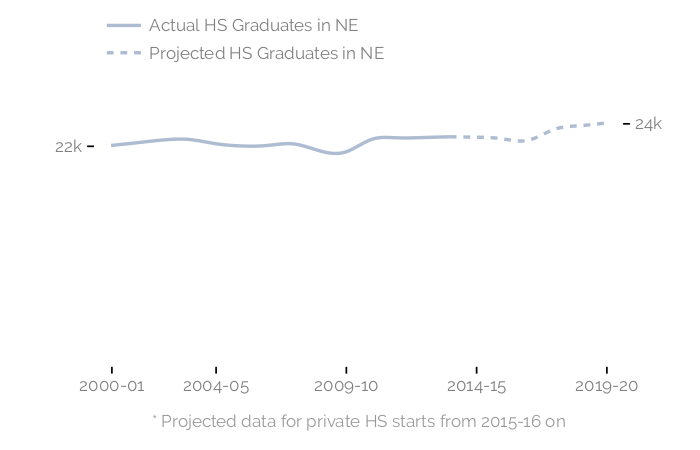 Actual HS Graduates in NE
Projected HS Graduates in NE
24k
22k
2000-01 2004-05 2009-10 2014-15 2019-20
* Projected data for private HS starts from 2015-16 on